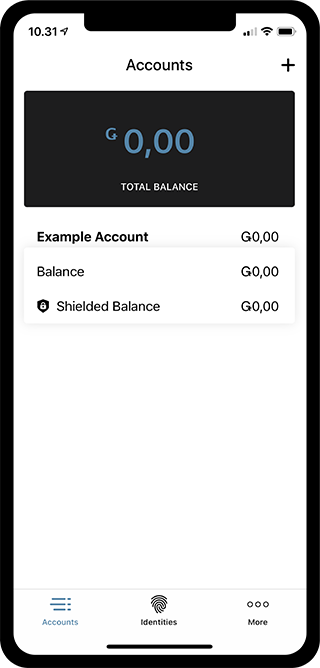 10.31
Accounts
Ǥ 0,00
TOTAL BALANCE
Example Account Ǥ0,00
Balance Ǥ0,00
Shielded Balance Ǥ0,00
Accounts Identities More